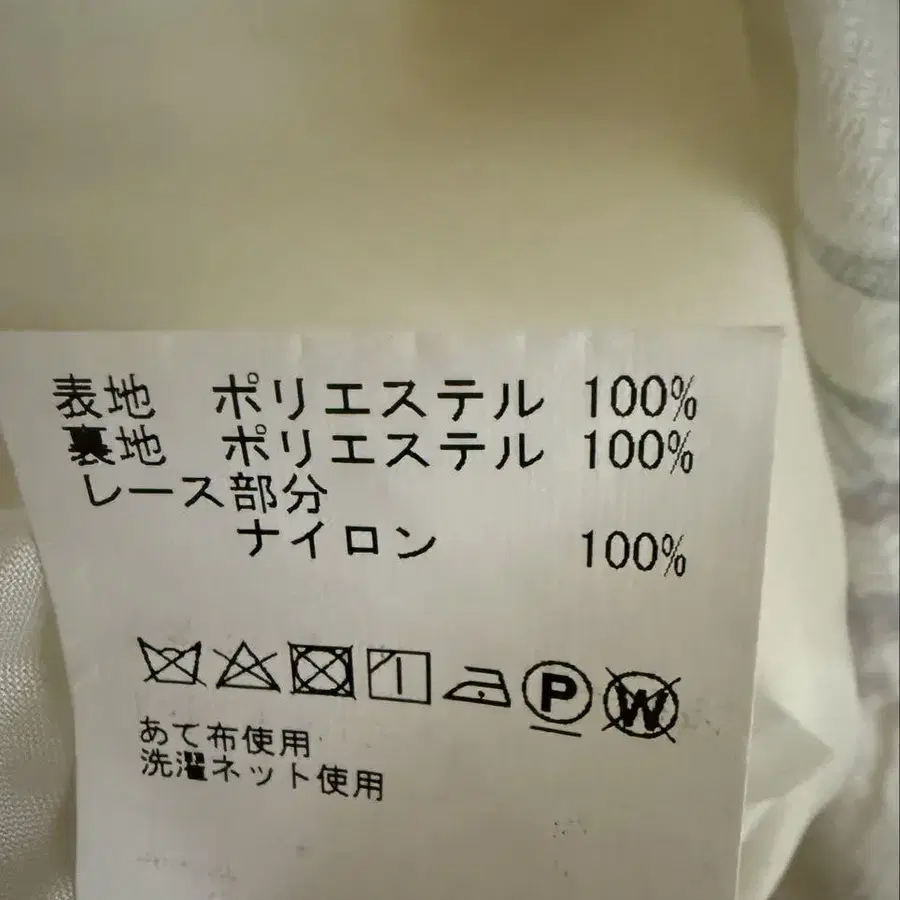 表地 ポリエステル 100%
裏地 ポリエステル 100%
レース部分
ナイロン 100%
P W
あて布使用
洗濯ネット使用